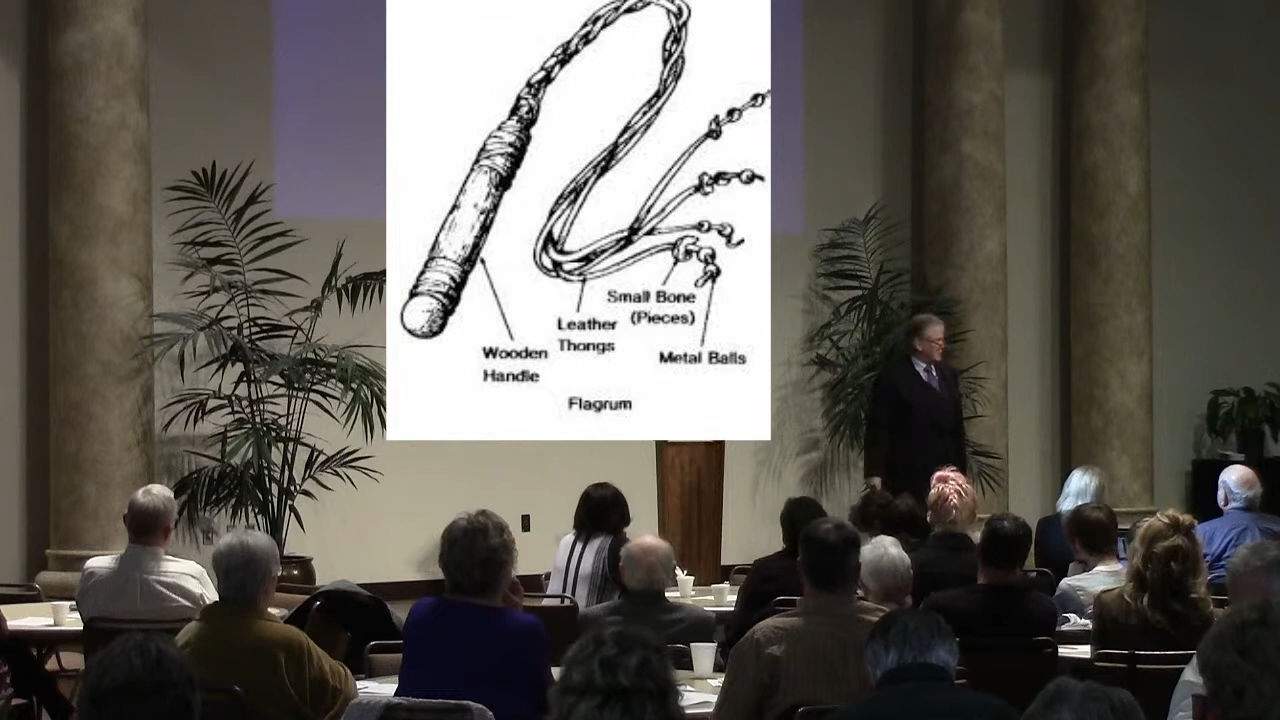 Small Bone
(Pieces)
Leather
Thongs
Wooden
Handle
Metal Balls
Flagrum